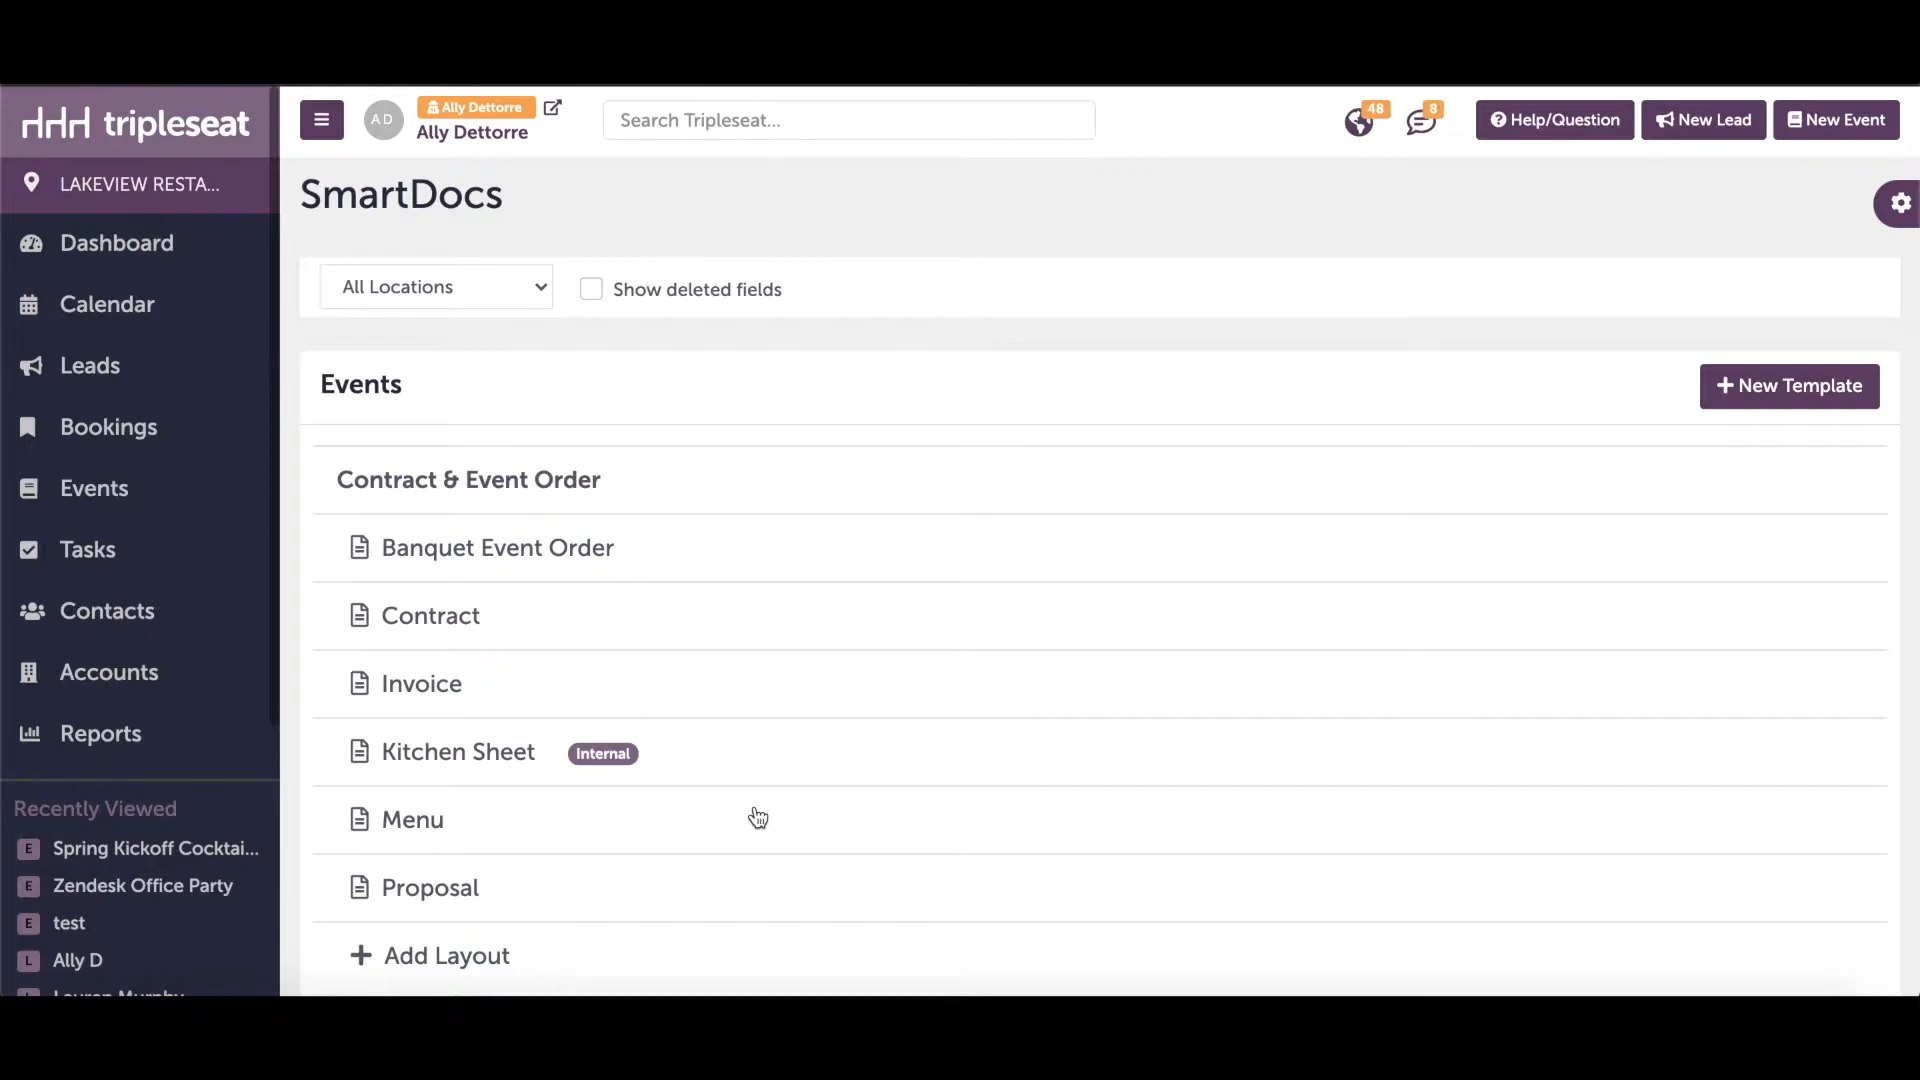 tripleseat
LAKEVIEW RESTA...
Dashboard
Calendar
Leads
Bookings
Events
Tasks
Contacts
Accounts
Reports
Recently Viewed
E Spring Kickoff Cocktai...
E Zendesk Office Party
E test
L Ally D
Lauren Murphy
AD
Ally Dettorre
Ally Dettorre
Search Tripleseat...
48
8
Help/Question
New Lead
New Event
SmartDocs
All Locations
Show deleted fields
Events
New Template
Contract & Event Order
Banquet Event Order
Contract
Invoice
Kitchen Sheet Internal
Menu
Proposal
Add Layout